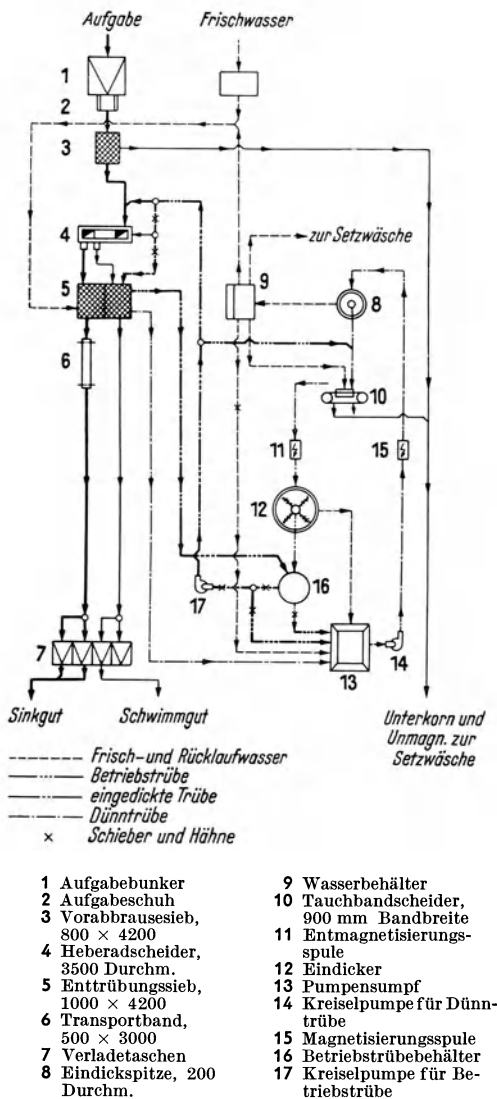 Aufgabe
Frischwasser
1
2
3
4
zur Setzwäsche
9
8
5
6
10
11
15
12
16
17
14
13
7
Sinkgut
Schwimmgut
Unterkorn und
Unmagn. zur
Setzwäsche
Frisch- und Rücklaufwasser
Betriebstrübe
eingedickte Trübe
Dünntrübe
× Schieber und Hähne
1 Aufgabebunker
2 Aufgabeschuh
3 Vorabbrausesieb,
800 × 4200
4 Heberadscheider,
3500 Durchm.
5 Enttrübungssieb,
1000 × 4200
6 Transportband,
500 × 3000
7 Verladetaschen
8 Eindickspitze, 200
Durchm.
9 Wasserbehälter
10 Tauchbandscheider,
900 mm Bandbreite
11 Entmagnetisierungs-
spule
12 Eindicker
13 Pumpensumpf
14 Kreiselpumpe für Dünn-
trübe
15 Magnetisierungsspule
16 Betriebstrübebehälter
17 Kreiselpumpe für Be-
triebstrübe